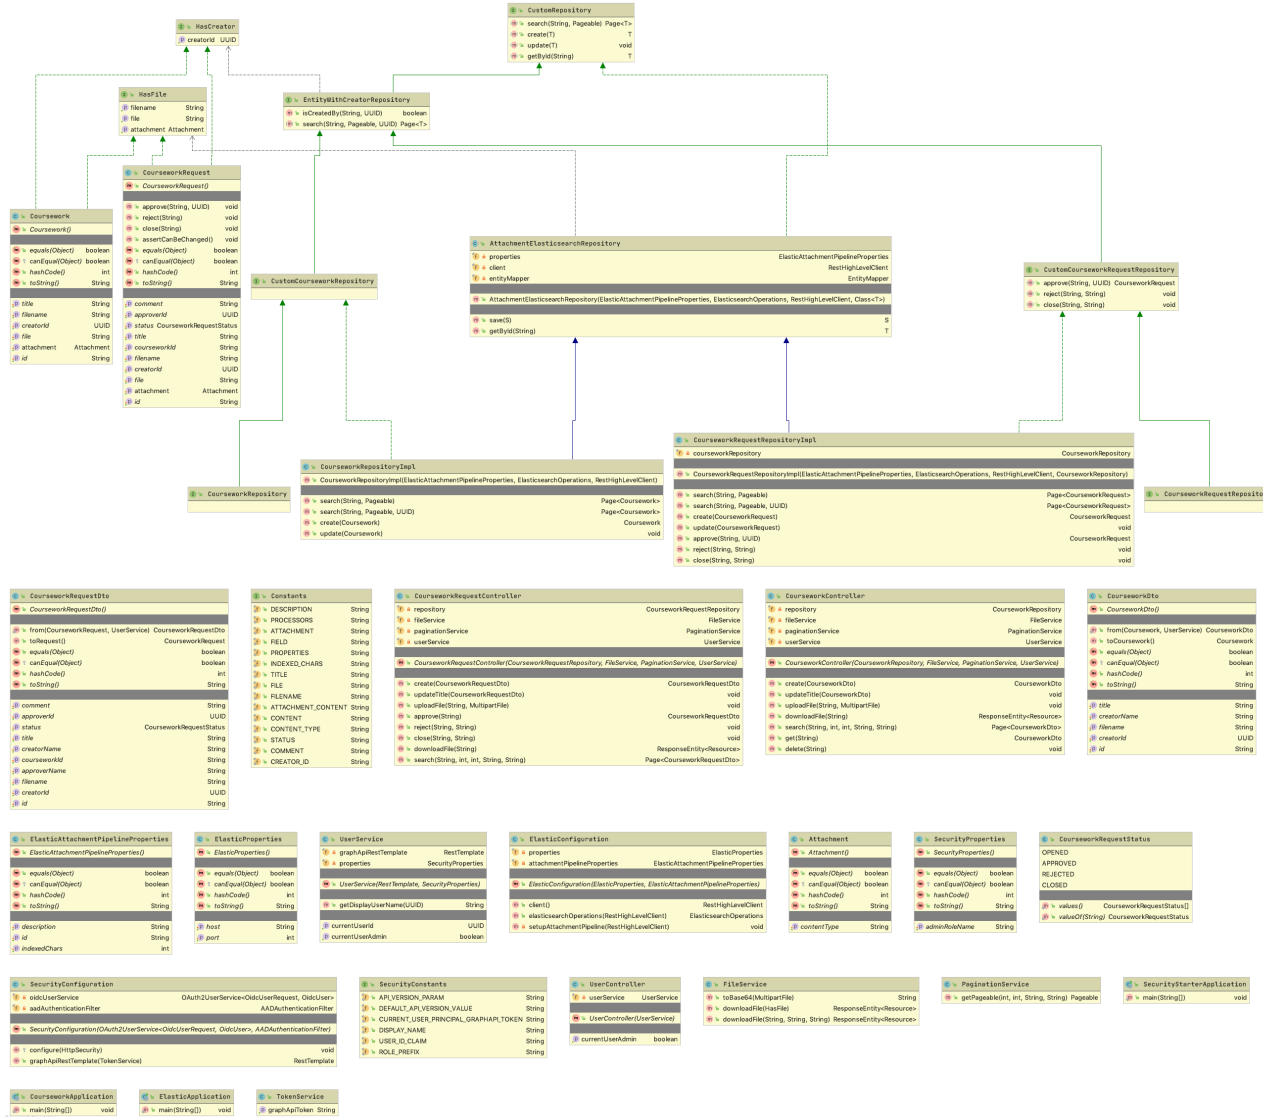 HasCreator
creatorId UUID
CustomRepository
search(String, Pageable) Page<T>
create(T) T
update(T) void
getById(String) T
HasFile
filename String
file String
attachment Attachment
EntityWithCreatorRepository
isCreatedBy(String, UUID) boolean
search(String, Pageable, UUID) Page<T>
Coursework
Coursework()
equals(Object) boolean
canEqual(Object) boolean
hashCode() int
toString() String
title String
filename String
creatorId UUID
file String
attachment Attachment
id String
CourseworkRequest
CourseworkRequest()
approve(String, UUID) void
reject(String) void
close(String) void
assertCanBeChanged() void
equals(Object) boolean
canEqual(Object) boolean
hashCode() int
toString() String
comment String
approverId UUID
status CourseworkRequestStatus
title String
courseworkId String
filename String
creatorId UUID
file String
attachment Attachment
id String
CustomCourseworkRepository
AttachmentElasticsearchRepository
properties ElasticAttachmentPipelineProperties
client RestHighLevelClient
entityMapper EntityMapper
AttachmentElasticsearchRepository(ElasticAttachmentPipelineProperties, ElasticsearchOperations, RestHighLevelClient, Class<T>)
save(S) S
getById(String) T
CustomCourseworkRequestRepository
approve(String, UUID) CourseworkRequest
reject(String, String) void
close(String, String) void
CourseworkRepository
CourseworkRepositoryImpl
CourseworkRepositoryImpl(ElasticAttachmentPipelineProperties, ElasticsearchOperations, RestHighLevelClient)
search(String, Pageable) Page<Coursework>
search(String, Pageable, UUID) Page<Coursework>
create(Coursework) Coursework
update(Coursework) void
CourseworkRequestRepositoryImpl
courseworkRepository CourseworkRepository
CourseworkRequestRepositoryImpl(ElasticAttachmentPipelineProperties, ElasticsearchOperations, RestHighLevelClient, CourseworkRepository)
search(String, Pageable) Page<CourseworkRequest>
search(String, Pageable, UUID) Page<CourseworkRequest>
create(CourseworkRequest) CourseworkRequest
update(CourseworkRequest) void
approve(String, UUID) CourseworkRequest
reject(String, String) void
close(String, String) void
CourseworkRequestReposito
CourseworkRequestDto
CourseworkRequestDto()
from(CourseworkRequest, UserService) CourseworkRequestDto
toRequest() CourseworkRequest
equals(Object) boolean
canEqual(Object) boolean
hashCode() int
toString() String
comment String
approverId UUID
status CourseworkRequestStatus
title String
creatorName String
courseworkId String
approverName String
filename String
creatorId UUID
id String
Constants
DESCRIPTION String
PROCESSORS String
ATTACHMENT String
FIELD String
PROPERTIES String
INDEXED_CHARS String
TITLE String
FILE String
FILENAME String
ATTACHMENT_CONTENT String
CONTENT String
CONTENT_TYPE String
STATUS String
COMMENT String
CREATOR_ID String
CourseworkRequestController
repository CourseworkRequestRepository
fileService FileService
paginationService PaginationService
userService UserService
CourseworkRequestController(CourseworkRequestRepository, FileService, PaginationService, UserService)
create(CourseworkRequestDto) CourseworkRequestDto
updateTitle(CourseworkRequestDto) void
uploadFile(String, MultipartFile) void
approve(String) CourseworkRequestDto
reject(String, String) void
close(String, String) void
downloadFile(String) ResponseEntity<Resource>
search(String, int, int, String, String) Page<CourseworkRequestDto>
CourseworkController
repository CourseworkRepository
fileService FileService
paginationService PaginationService
userService UserService
CourseworkController(CourseworkRepository, FileService, PaginationService, UserService)
create(CourseworkDto) CourseworkDto
updateTitle(CourseworkDto) void
uploadFile(String, MultipartFile) void
downloadFile(String) ResponseEntity<Resource>
search(String, int, int, String, String) Page<CourseworkDto>
get(String) CourseworkDto
delete(String) void
CourseworkDto
CourseworkDto()
from(Coursework, UserService) CourseworkDto
toCoursework() Coursework
equals(Object) boolean
canEqual(Object) boolean
hashCode() int
toString() String
title String
creatorName String
filename String
creatorId UUID
id String
ElasticAttachmentPipelineProperties
ElasticAttachmentPipelineProperties()
equals(Object) boolean
canEqual(Object) boolean
hashCode() int
toString() String
description String
id String
indexedChars int
ElasticProperties
ElasticProperties()
equals(Object) boolean
canEqual(Object) boolean
hashCode() int
toString() String
host String
port int
UserService
graphApiRestTemplate RestTemplate
properties SecurityProperties
UserService(RestTemplate, SecurityProperties)
getDisplayUserName(UUID) String
currentUserId UUID
currentUserAdmin boolean
ElasticConfiguration
properties ElasticProperties
attachmentPipelineProperties ElasticAttachmentPipelineProperties
ElasticConfiguration(ElasticProperties, ElasticAttachmentPipelineProperties)
client() RestHighLevelClient
elasticsearchOperations(RestHighLevelClient) ElasticsearchOperations
setupAttachmentPipeline(RestHighLevelClient) void
Attachment
Attachment()
equals(Object) boolean
canEqual(Object) boolean
hashCode() int
toString() String
contentType String
SecurityProperties
SecurityProperties()
equals(Object) boolean
canEqual(Object) boolean
hashCode() int
toString() String
adminRoleName String
CourseworkRequestStatus
OPENED
APPROVED
REJECTED
CLOSED
values() CourseworkRequestStatus[]
valueOf(String) CourseworkRequestStatus
SecurityConfiguration
oidcUserService OAuth2UserService<OidcUserRequest, OidcUser>
aadAuthenticationFilter AADAuthenticationFilter
SecurityConfiguration(OAuth2UserService<OidcUserRequest, OidcUser>, AADAuthenticationFilter)
configure(HttpSecurity) void
graphApiRestTemplate(TokenService) RestTemplate
SecurityConstants
API_VERSION_PARAM String
DEFAULT_API_VERSION_VALUE String
CURRENT_USER_PRINCIPAL_GRAPHAPI_TOKEN String
DISPLAY_NAME String
USER_ID_CLAIM String
ROLE_PREFIX String
UserController
userService UserService
UserController(UserService)
currentUserAdmin boolean
FileService
toBase64(MultipartFile) String
downloadFile(HasFile) ResponseEntity<Resource>
downloadFile(String, String, String) ResponseEntity<Resource>
PaginationService
getPageable(int, int, String, String) Pageable
SecurityStarterApplication
main(String[]) void
CourseworkApplication
main(String[]) void
ElasticApplication
main(String[]) void
TokenService
graphApiToken String